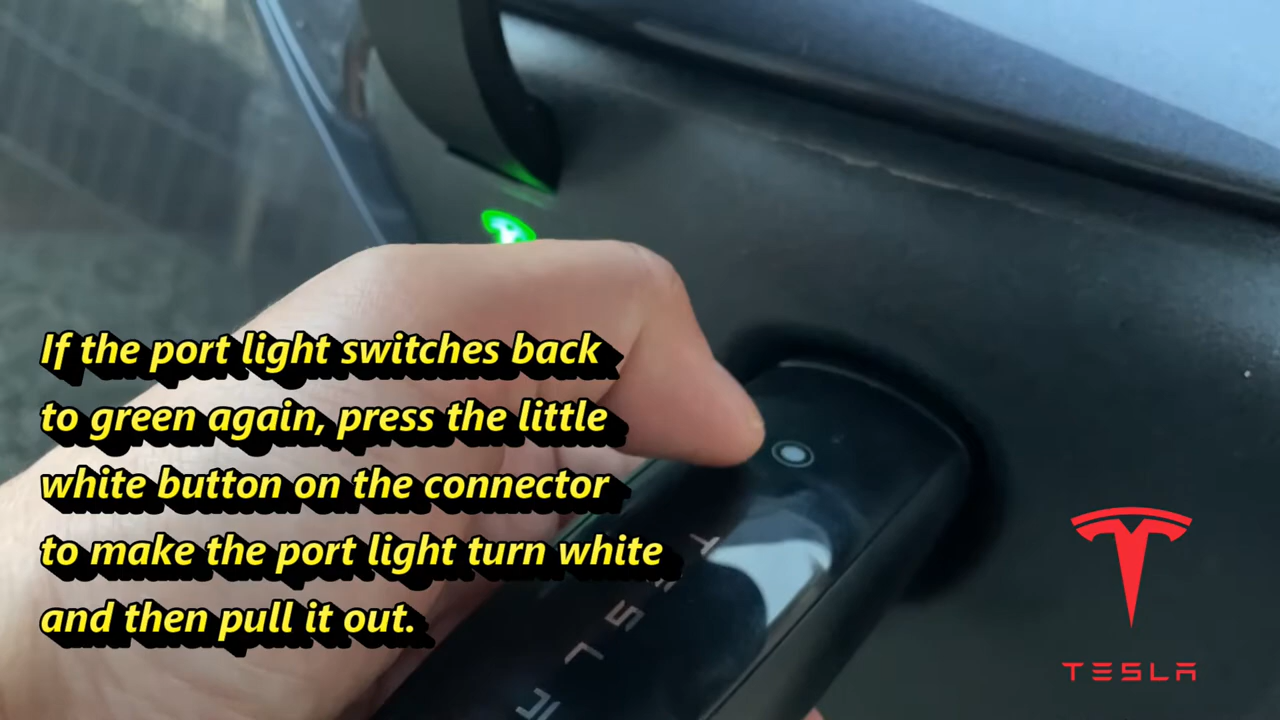 If the port light switches back
to green again, press the little
white button on the connector
to make the port light turn white
and then pull it out.
TESLA
TESLA